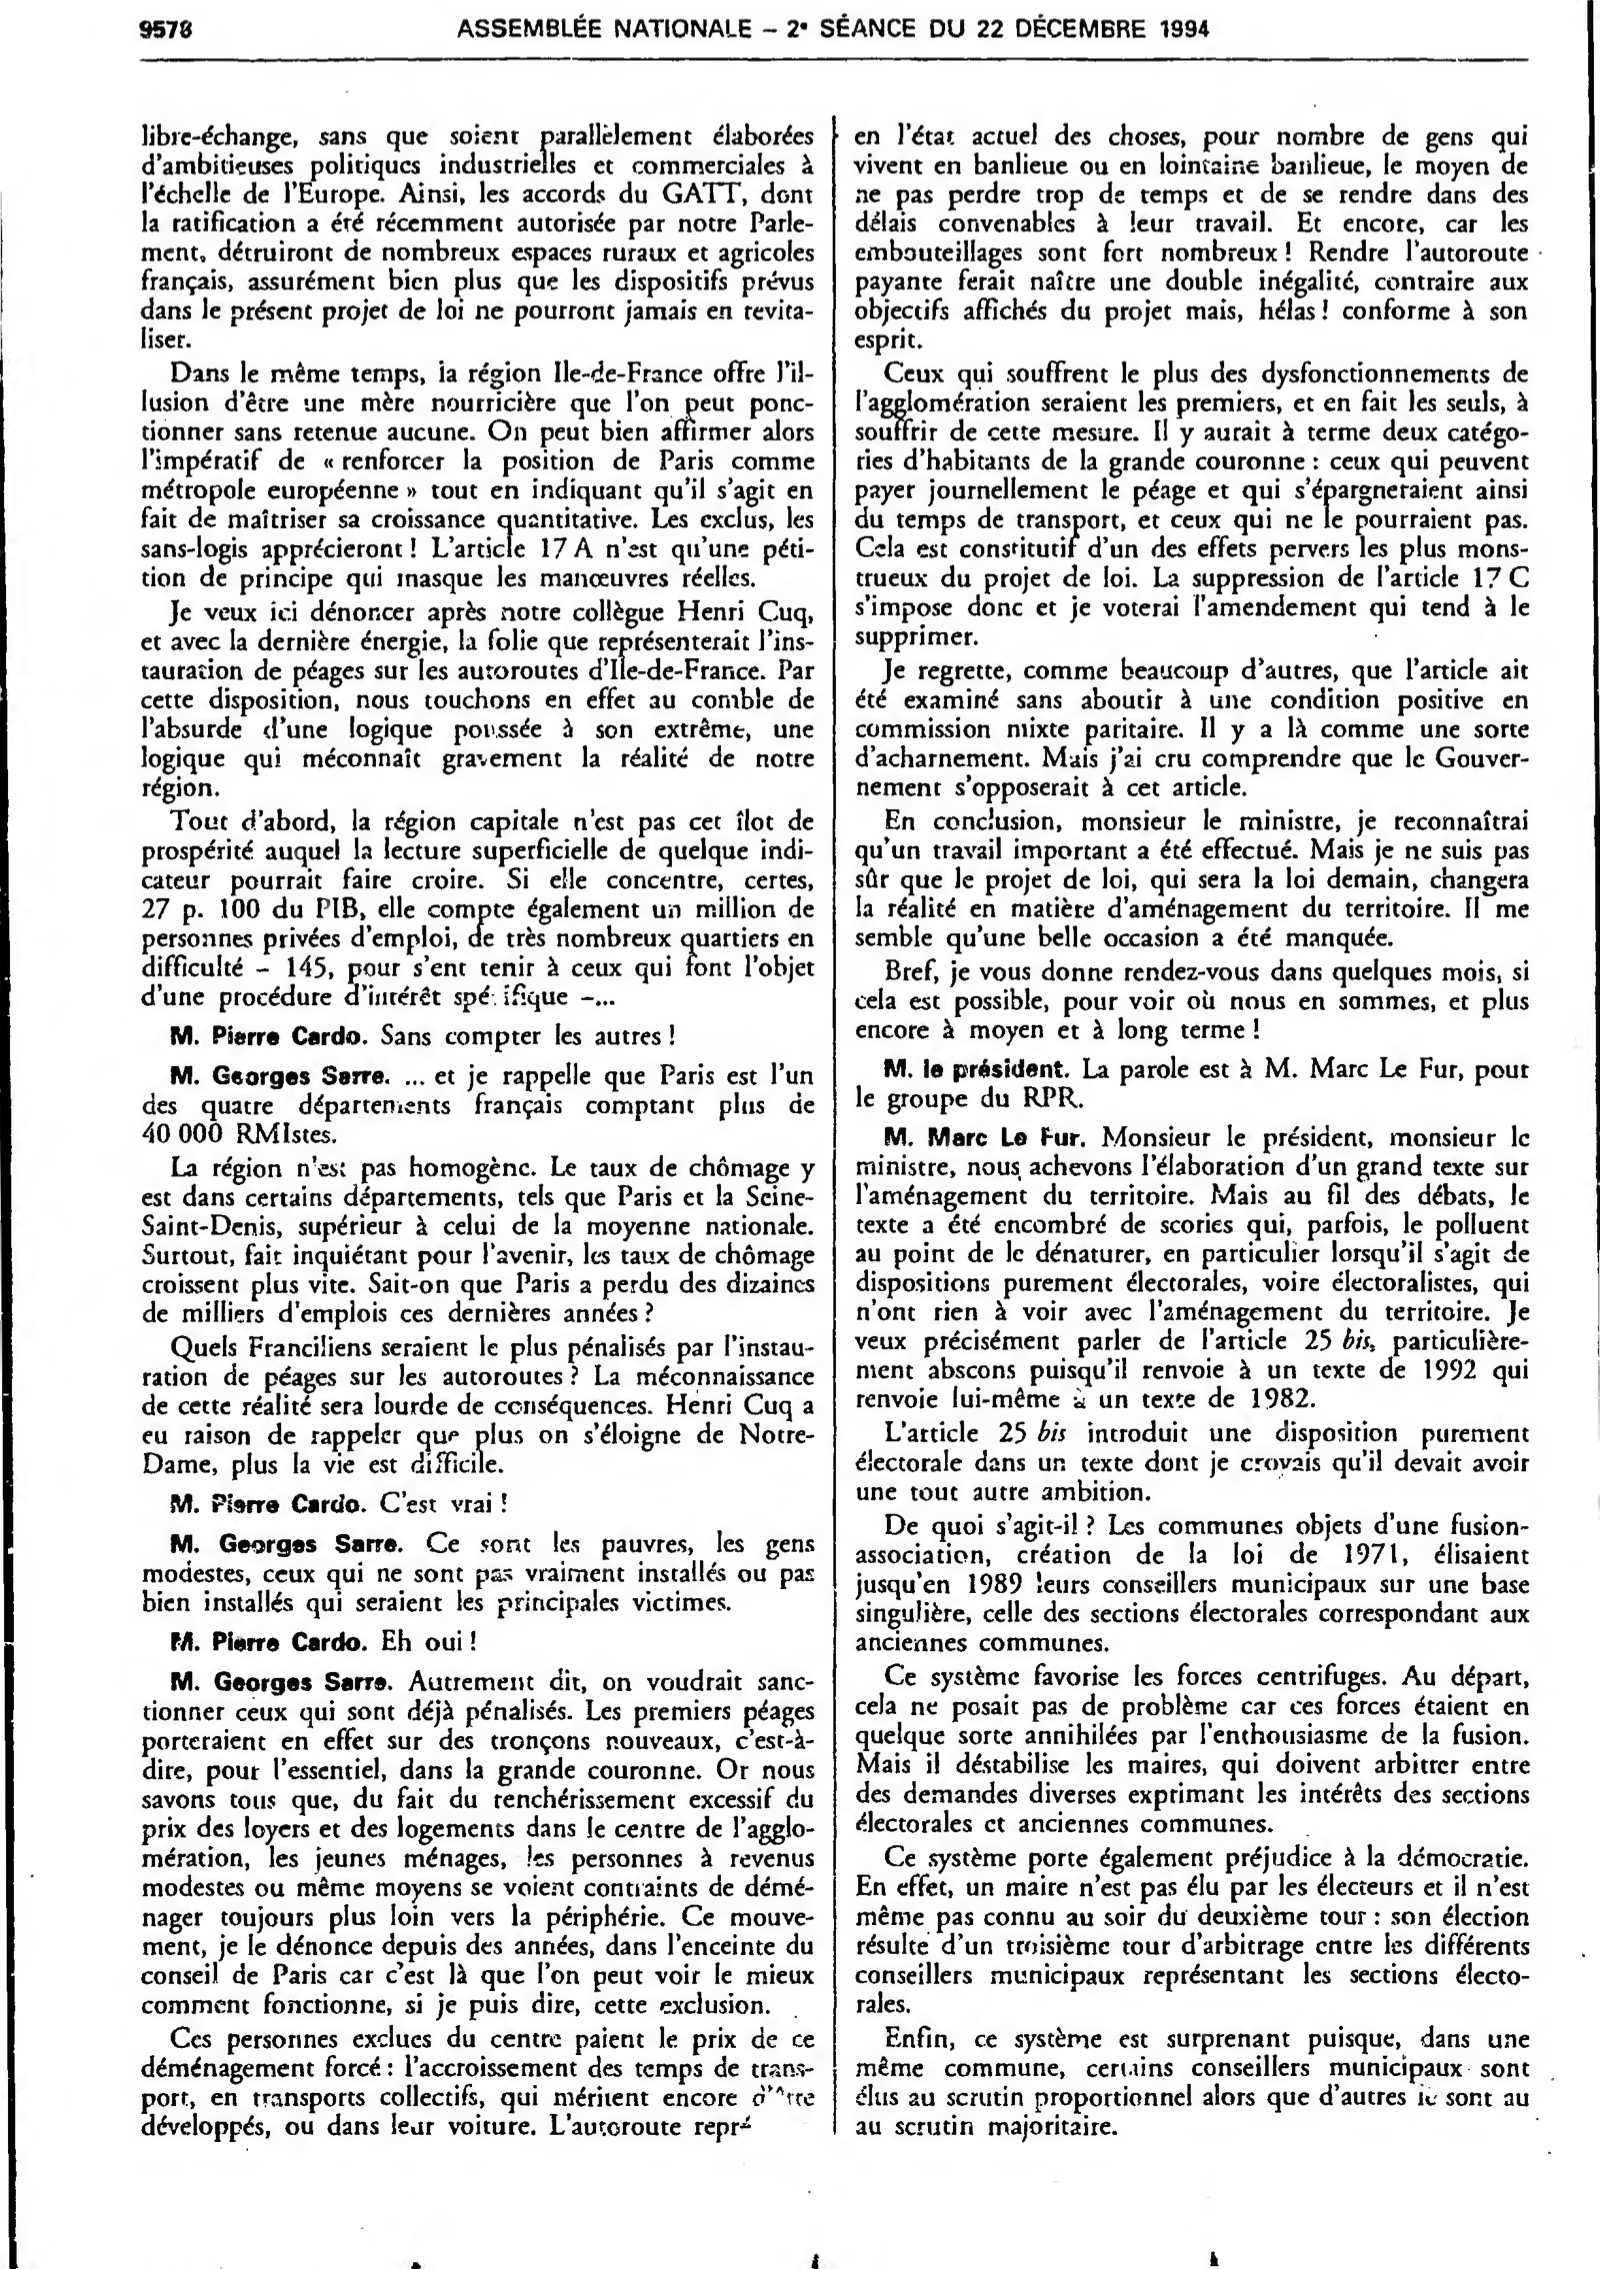 9578
ASSEMBLÉE NATIONALE – 2e SÉANCE DU 22 DÉCEMBRE 1994
libre-échange, sans que soient parallèlement élaborées
d'ambitieuses politiques industrielles et commerciales à
l'échelle de l'Europe. Ainsi, les accords du GATT, dont
la ratification a été récemment autorisée par notre Parle-
ment, détruiront de nombreux espaces ruraux et agricoles
français, assurément bien plus que les dispositifs prévus
dans le présent projet de loi ne pourront jamais en revita-
liser.
Dans le même temps, la région Ile-de-France offre l'il-
lusion d'être une mère nourricière que l'on peut ponc-
tionner sans retenue aucune. On peut bien affirmer alors
l'impératif de « renforcer la position de Paris comme
métropole européenne » tout en indiquant qu'il s'agit en
fait de maîtriser sa croissance quantitative. Les exclus, les
sans-logis apprécieront ! L'article 17 A n'est qu'une péti-
tion de principe qui masque les manœuvres réelles.
Je veux ici dénoncer après notre collègue Henri Cuq,
et avec la dernière énergie, la folie que représenterait l'ins-
tauration de péages sur les autoroutes d'Ile-de-France. Par
cette disposition, nous touchons en effet au comble de
l'absurde d'une logique poussée à son extrême, une
logique qui méconnaît gravement la réalité de notre
région.
Tout d'abord, la région capitale n'est pas cet îlot de
prospérité auquel la lecture superficielle de quelque indi-
cateur pourrait faire croire. Si elle concentre, certes,
27 p. 100 du PIB, elle compte également un million de
personnes privées d'emploi, de très nombreux quartiers en
difficulté – 145, pour s'ent tenir à ceux qui font l'objet
d'une procédure d'intérêt spécifique –...
M. Pierre Cardo. Sans compter les autres !
M. Georges Sarre. ... et je rappelle que Paris est l'un
des quatre départements français comptant plus de
40 000 RMIstes.
La région n'est pas homogène. Le taux de chômage y
est dans certains départements, tels que Paris et la Seine-
Saint-Denis, supérieur à celui de la moyenne nationale.
Surtout, fait inquiétant pour l'avenir, les taux de chômage
croissent plus vite. Sait-on que Paris a perdu des dizaines
de milliers d'emplois ces dernières années ?
Quels Franciliens seraient le plus pénalisés par l'instau-
ration de péages sur les autoroutes ? La méconnaissance
de cette réalité sera lourde de conséquences. Henri Cuq a
eu raison de rappeler que plus on s'éloigne de Notre-
Dame, plus la vie est difficile.
M. Pierre Cardo. C'est vrai !
M. Georges Sarre. Ce sont les pauvres, les gens
modestes, ceux qui ne sont pas vraiment installés ou pas
bien installés qui seraient les principales victimes.
M. Pierre Cardo. Eh oui !
M. Georges Sarre. Autrement dit, on voudrait sanc-
tionner ceux qui sont déjà pénalisés. Les premiers péages
porteraient en effet sur des tronçons nouveaux, c'est-à-
dire, pour l'essentiel, dans la grande couronne. Or nous
savons tous que, du fait du renchérissement excessif du
prix des loyers et des logements dans le centre de l'agglo-
mération, les jeunes ménages, les personnes à revenus
modestes ou même moyens se voient contraints de démé-
nager toujours plus loin vers la périphérie. Ce mouve-
ment, je le dénonce depuis des années, dans l'enceinte du
conseil de Paris car c'est là que l'on peut voir le mieux
comment fonctionne, si je puis dire, cette exclusion.
Ces personnes exclues du centre paient le prix de ce
déménagement forcé : l'accroissement des temps de trans-
port, en transports collectifs, qui méritent encore d'être
développés, ou dans leur voiture. L'autoroute
en l'état actuel des choses, pour nombre de gens qui
vivent en banlieue ou en lointaine banlieue, le moyen de
ne pas perdre trop de temps et de se rendre dans des
délais convenables à leur travail. Et encore, car les
embouteillages sont fort nombreux ! Rendre l'autoroute
payante ferait naître une double inégalité, contraire aux
objectifs affichés du projet mais, hélas ! conforme à son
esprit.
Ceux qui souffrent le plus des dysfonctionnements de
l'agglomération seraient les premiers, et en fait les seuls, à
souffrir de cette mesure. Il y aurait à terme deux catégo-
ries d'habitants de la grande couronne : ceux qui peuvent
payer journellement le péage et qui s'épargneraient ainsi
du temps de transport, et ceux qui ne le pourraient pas.
Cela est constitutif d'un des effets pervers les plus mons-
trueux du projet de loi. La suppression de l'article 17 C
s'impose donc et je voterai l'amendement qui tend à le
supprimer.
Je regrette, comme beaucoup d'autres, que l'article ait
été examiné sans aboutir à une condition positive en
commission mixte paritaire. Il y a là comme une sorte
d'acharnement. Mais j'ai cru comprendre que le Gouver-
nement s'opposerait à cet article.
En conclusion, monsieur le ministre, je reconnaîtrai
qu'un travail important a été effectué. Mais je ne suis pas
sûr que le projet de loi, qui sera la loi demain, changera
la réalité en matière d'aménagement du territoire. Il me
semble qu'une belle occasion a été manquée.
Bref, je vous donne rendez-vous dans quelques mois, si
cela est possible, pour voir où nous en sommes, et plus
encore à moyen et à long terme !
M. le président. La parole est à M. Marc Le Fur, pour
le groupe du RPR.
M. Marc Le Fur. Monsieur le président, monsieur le
ministre, nous achevons l'élaboration d'un grand texte sur
l'aménagement du territoire. Mais au fil des débats, le
texte a été encombré de scories qui, parfois, le polluent
au point de le dénaturer, en particulier lorsqu'il s'agit de
dispositions purement électorales, voire électoralistes, qui
n'ont rien à voir avec l'aménagement du territoire. Je
veux précisément parler de l'article 25 bis, particulière-
ment abscons puisqu'il renvoie à un texte de 1992 qui
renvoie lui-même à un texte de 1982.
L'article 25 bis introduit une disposition purement
électorale dans un texte dont je croyais qu'il devait avoir
une tout autre ambition.
De quoi s'agit-il ? Les communes objets d'une fusion-
association, création de la loi de 1971, élisaient
jusqu'en 1989 leurs conseillers municipaux sur une base
singulière, celle des sections électorales correspondant aux
anciennes communes.
Ce système favorise les forces centrifuges. Au départ,
cela ne posait pas de problème car ces forces étaient en
quelque sorte annihilées par l'enthousiasme de la fusion.
Mais il déstabilise les maires, qui doivent arbitrer entre
des demandes diverses exprimant les intérêts des sections
électorales et anciennes communes.
Ce système porte également préjudice à la démocratie.
En effet, un maire n'est pas élu par les électeurs et il n'est
même pas connu au soir du deuxième tour : son élection
résulte d'un troisième tour d'arbitrage entre les différents
conseillers municipaux représentant les sections électo-
rales.
Enfin, ce système est surprenant puisque, dans une
même commune, certains conseillers municipaux sont
élus au scrutin proportionnel alors que d'autres le sont au
au scrutin majoritaire.